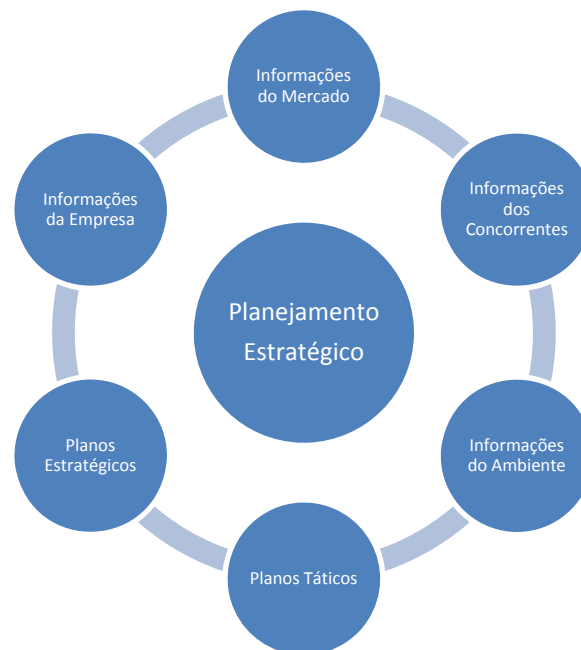 Informações
do Mercado
Informações
dos
Concorrentes
Informações
do Ambiente
Planos Táticos
Planos
Estratégicos
Informações
da Empresa
Planejamento
Estratégico